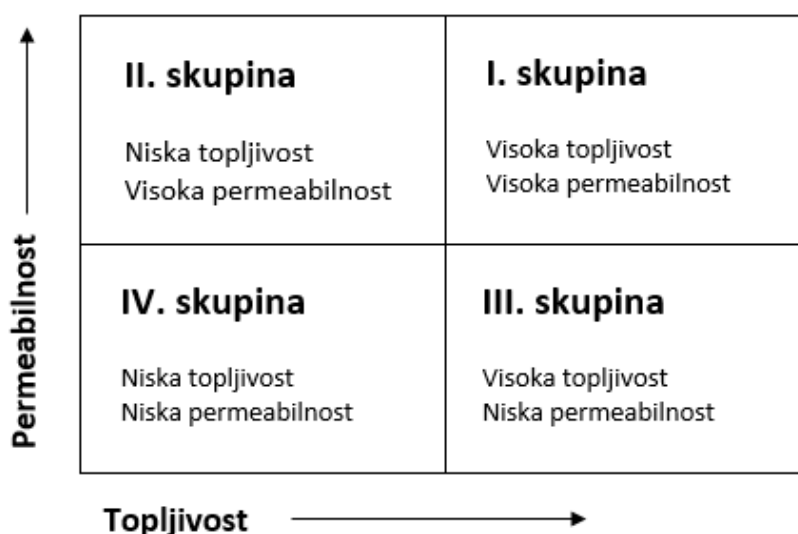 Permeabilnost
II. skupina
Niska topljivost
Visoka permeabilnost
I. skupina
Visoka topljivost
Visoka permeabilnost
IV. skupina
Niska topljivost
Niska permeabilnost
III. skupina
Visoka topljivost
Niska permeabilnost
Topljivost